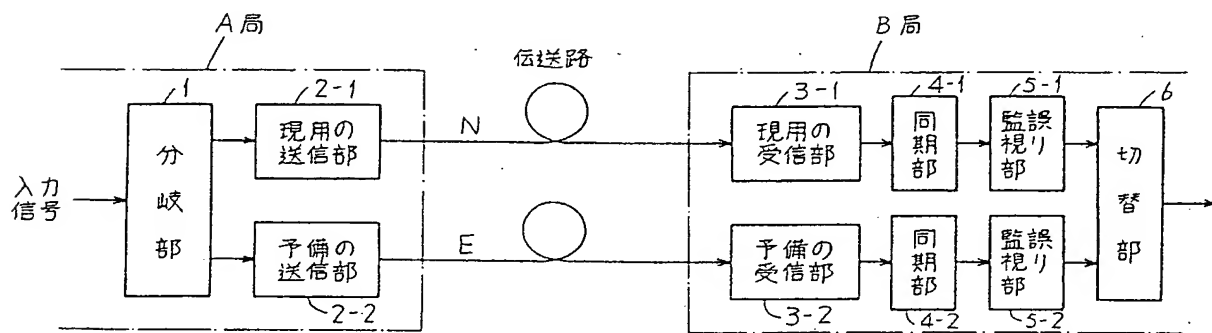 A局
B局
伝送路
1
2-1
3-1
4-1
5-1
6
入力
信号
分岐部
現用の
送信部
N
現用の
受信部
同期部
誤り
監視部
切替部
予備の
送信部
E
予備の
受信部
同期部
誤り
監視部
2-2
3-2
4-2
5-2